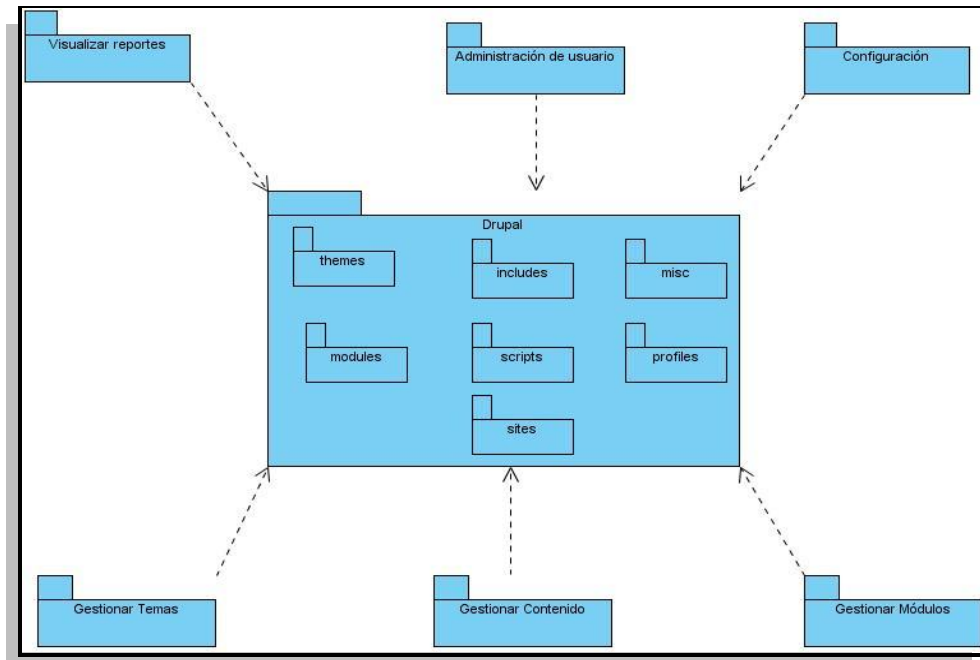 Visualizar reportes
Administración de usuario
Configuración
Drupal
themes
includes
misc
modules
scripts
profiles
sites
Gestionar Temas
Gestionar Contenido
Gestionar Módulos